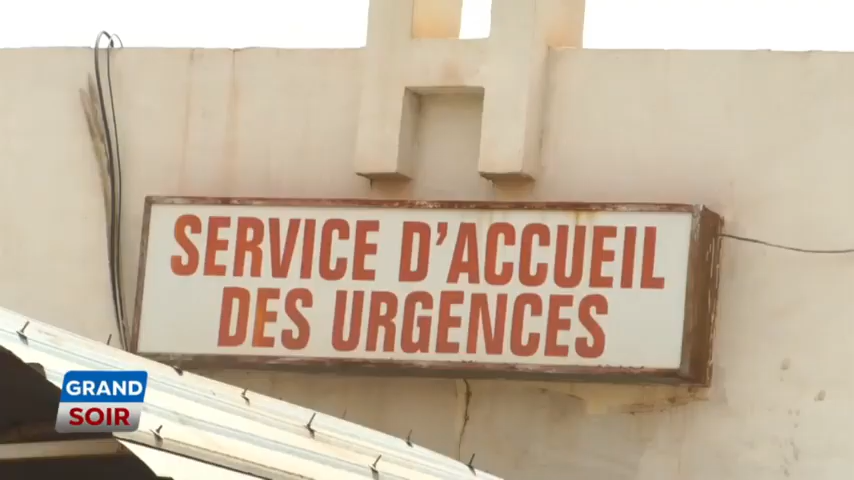 SERVICE D'ACCUEIL
DES URGENCES
GRAND
SOIR